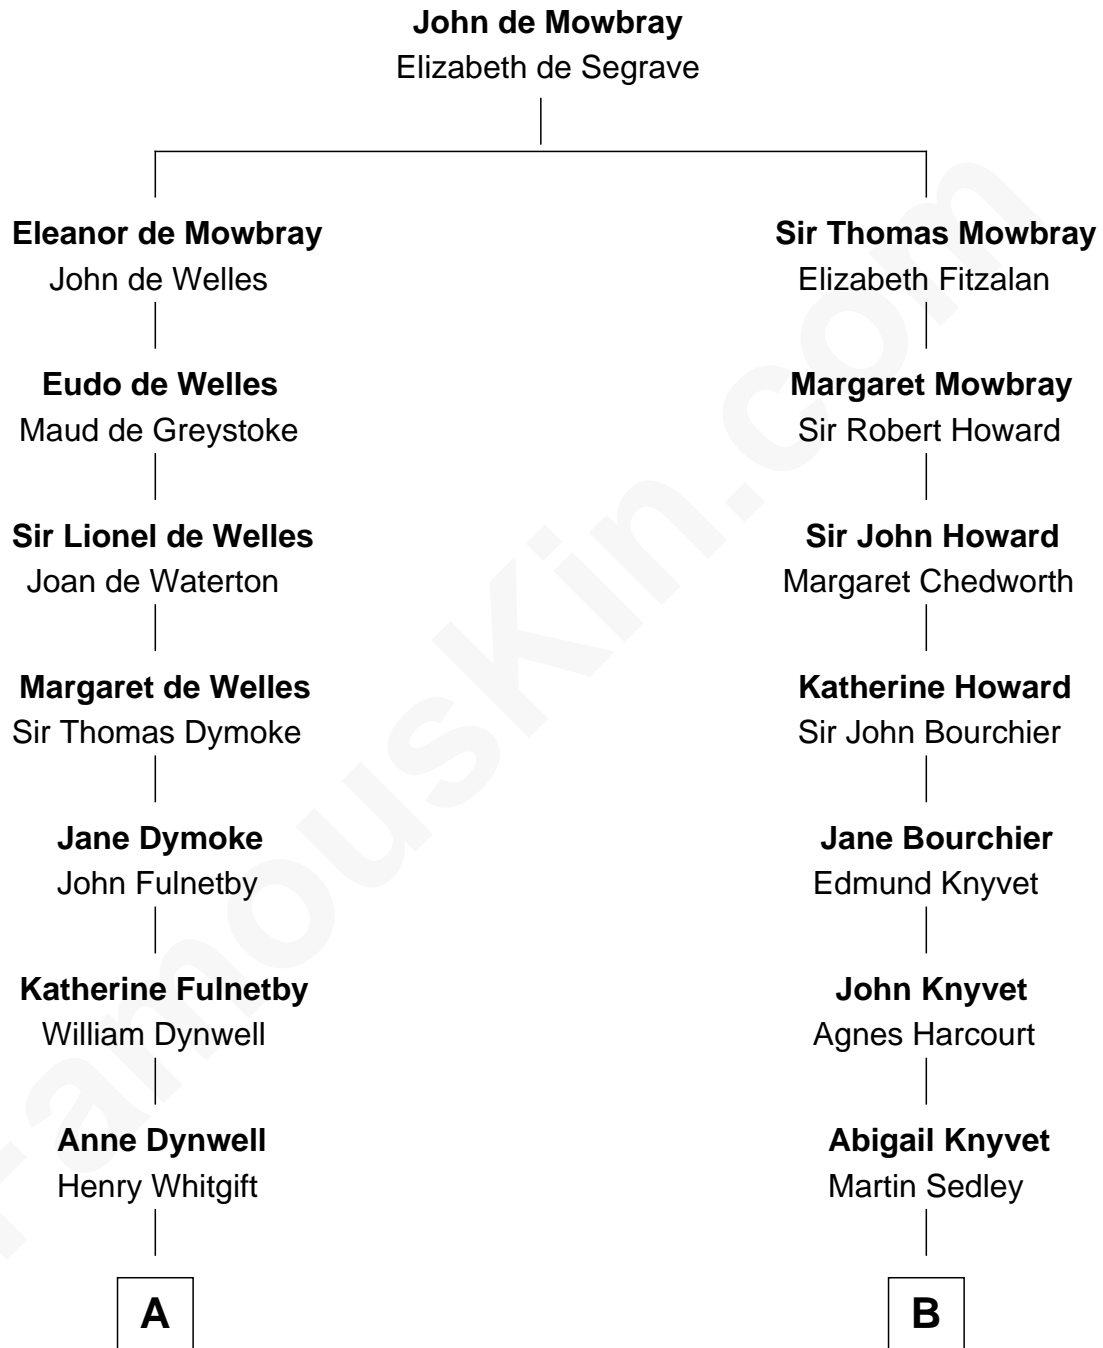 John de Mowbray
Elizabeth de Segrave
Eleanor de Mowbray
John de Welles
Sir Thomas Mowbray
Elizabeth Fitzalan
Eudo de Welles
Maud de Greystoke
Margaret Mowbray
Sir Robert Howard
Sir Lionel de Welles
Joan de Waterton
Sir John Howard
Margaret Chedworth
Margaret de Welles
Sir Thomas Dymoke
Katherine Howard
Sir John Bourchier
Jane Dymoke
John Fulnetby
Jane Bourchier
Edmund Knyvet
Katherine Fulnetby
William Dynwell
John Knyvet
Agnes Harcourt
Anne Dynwell
Henry Whitgift
Abigail Knyvet
Martin Sedley
A
B
FamousKin.com